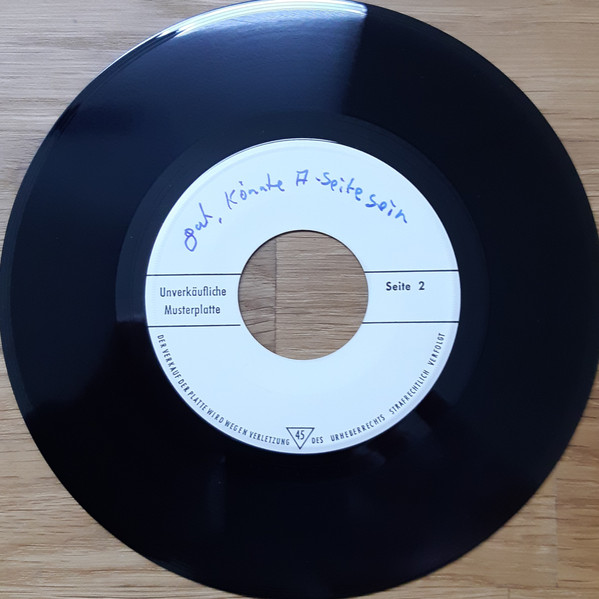 gut, könnte A-Seite sein
Unverkäufliche
Musterplatte
Seite 2
DER VERKAUF DER PLATTE WIRD WEGEN VERLETZUNG DES URHEBERRECHTS STRAFRECHTLICH VERFOLGT
45